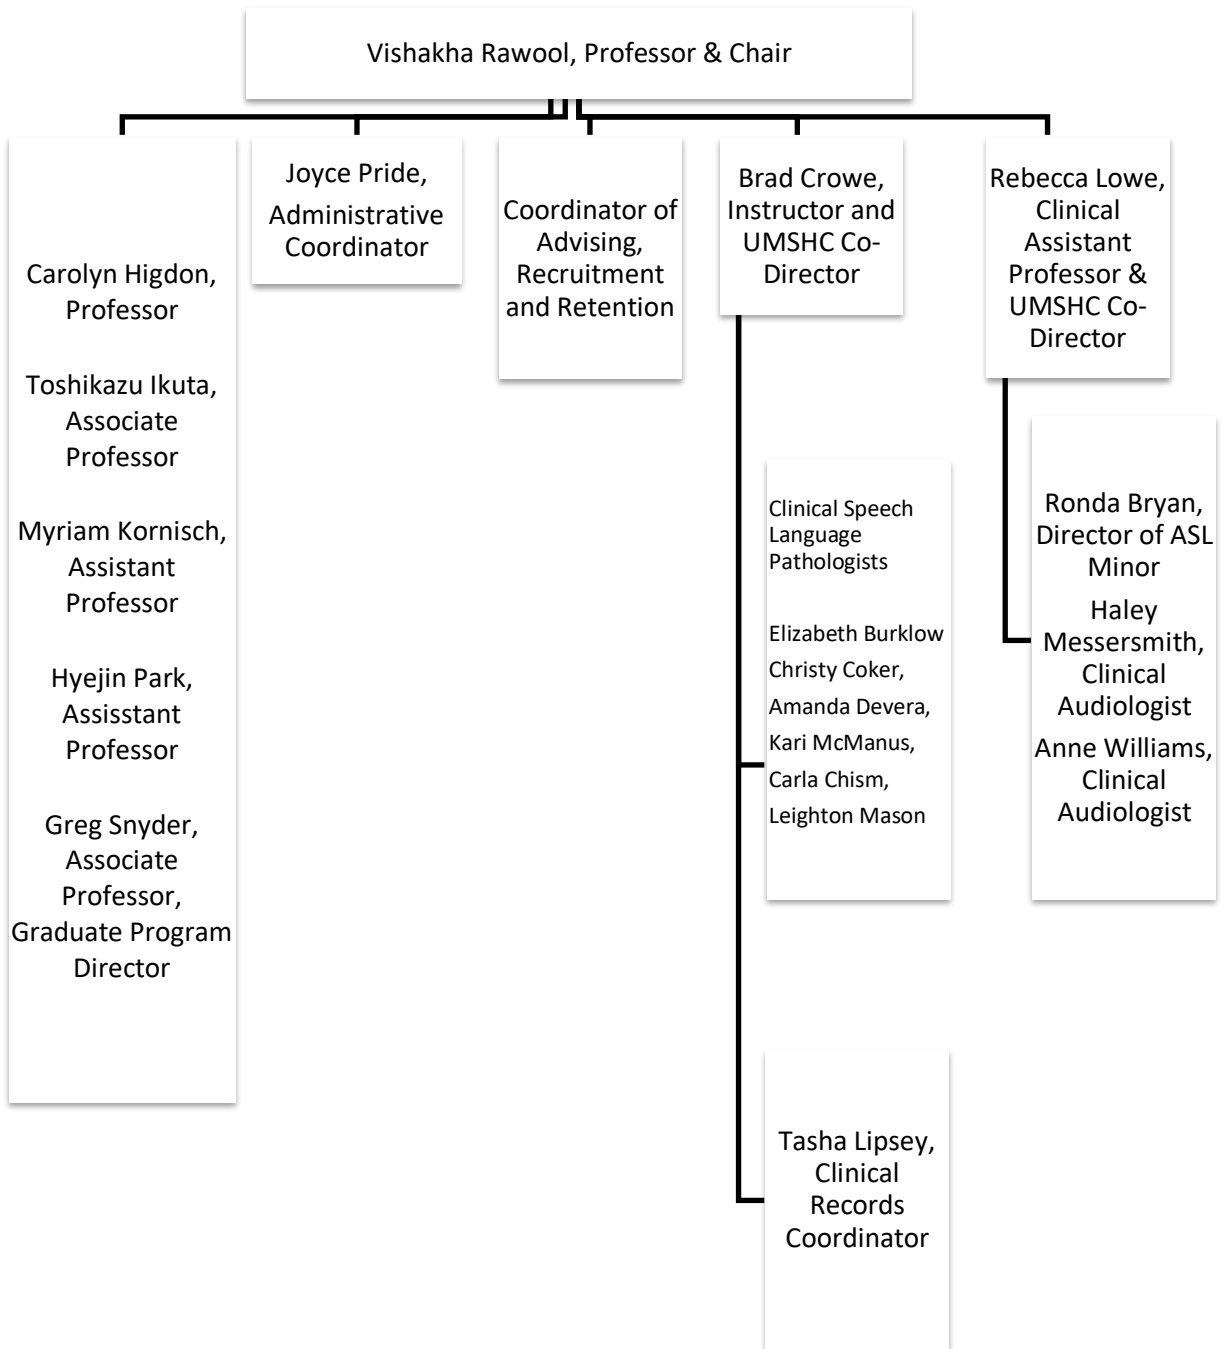 Vishakha Rawool, Professor & Chair
Carolyn Higdon,
Professor
Toshikazu Ikuta,
Associate
Professor
Myriam Kornisch,
Assistant
Professor
Hyejin Park,
Assisstant
Professor
Greg Snyder,
Associate
Professor,
Graduate Program
Director
Joyce Pride,
Administrative
Coordinator
Coordinator of
Advising,
Recruitment
and Retention
Brad Crowe,
Instructor and
UMSHC Co-
Director
Clinical Speech
Language
Pathologists
Elizabeth Burklow
Christy Coker,
Amanda Devera,
Kari McManus,
Carla Chism,
Leighton Mason
Tasha Lipsey,
Clinical
Records
Coordinator
Rebecca Lowe,
Clinical
Assistant
Professor &
UMSHC Co-
Director
Ronda Bryan,
Director of ASL
Minor
Haley
Messersmith,
Clinical
Audiologist
Anne Williams,
Clinical
Audiologist